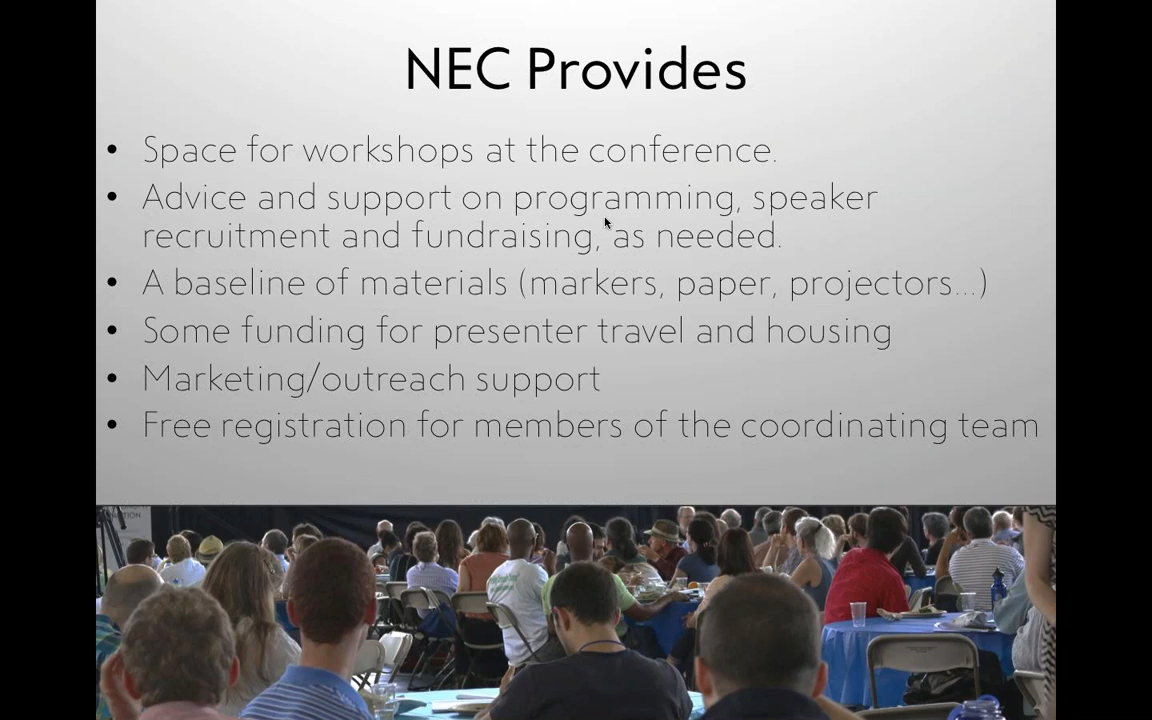 NEC Provides
• Space for workshops at the conference.
• Advice and support on programming, speaker
recruitment and fundraising, as needed.
• A baseline of materials (markers, paper, projectors...)
• Some funding for presenter travel and housing
• Marketing/outreach support
• Free registration for members of the coordinating team